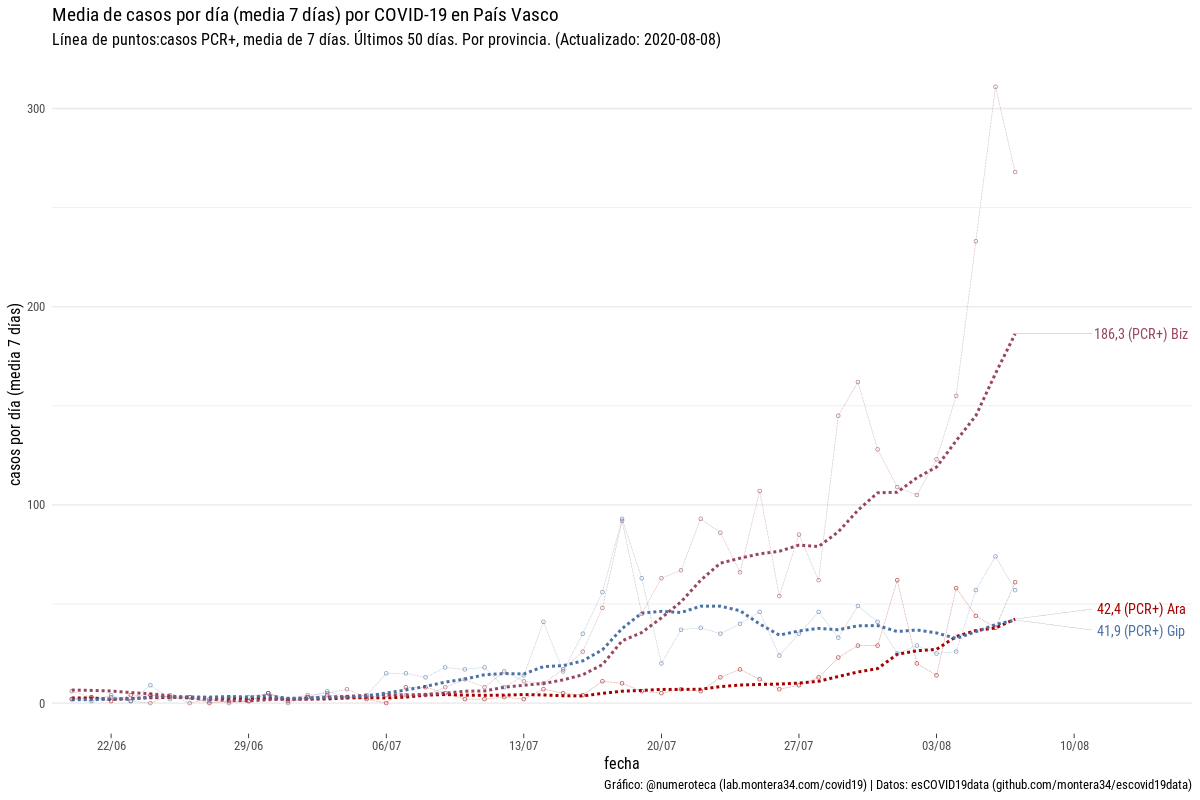 Media de casos por día (media 7 días) por COVID-19 en País Vasco
Línea de puntos:casos PCR+, media de 7 días. Últimos 50 días. Por provincia. (Actualizado: 2020-08-08)
casos por día (media 7 días)
300
200
100
0
186,3 (PCR+) Biz
42,4 (PCR+) Ara
41,9 (PCR+) Gip
22/06
29/06
06/07
13/07
20/07
27/07
03/08
10/08
fecha
Gráfico: @numeroteca (lab.montera34.com/covid19) | Datos: esCOVID19data (github.com/montera34/escovid19data)